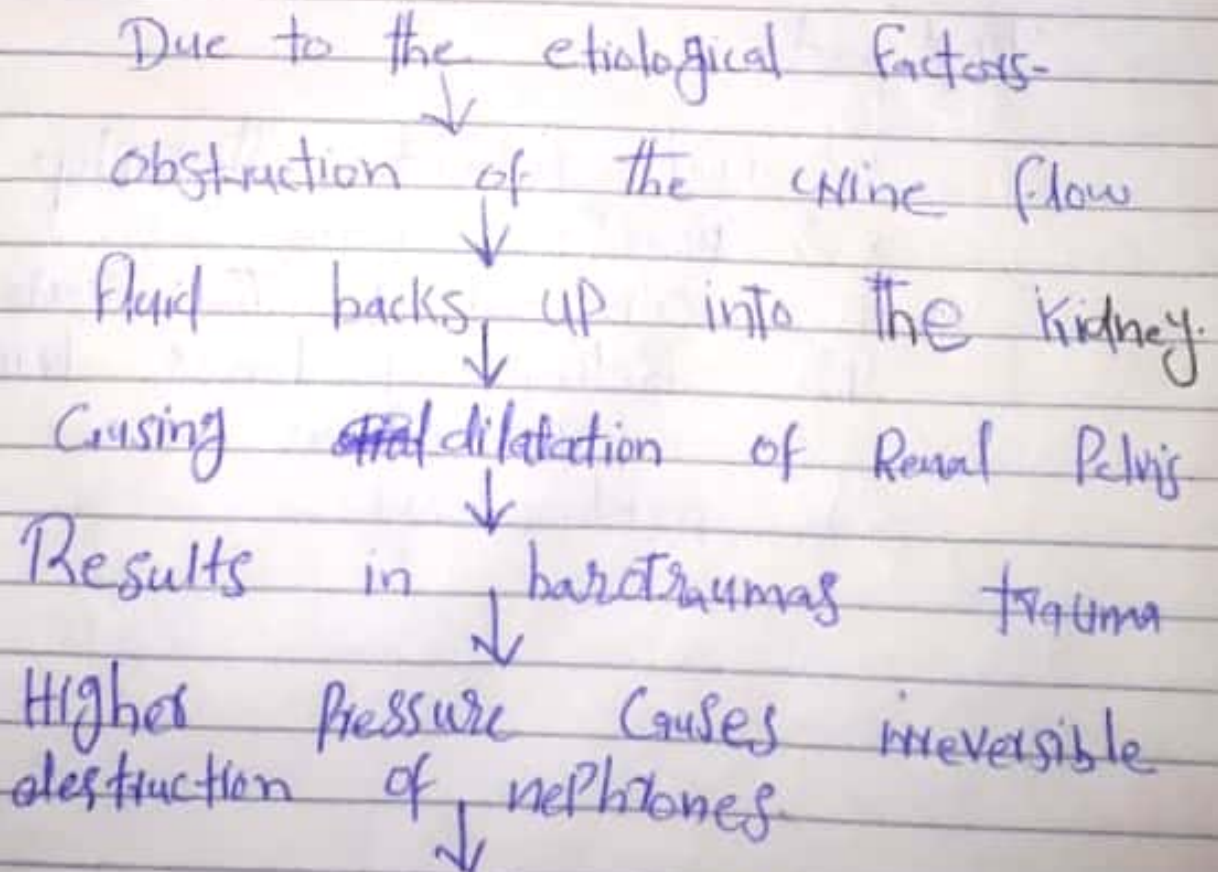 Due to the etiological factors-
↓
obstruction of the urine flow
↓
fluid backs up into the Kidney.
↓
Causing dilatation of Renal Pelvis
↓
Results in barotraumas trauma
↓
Higher Pressure Causes irreversible
destruction of nephrones.
↓